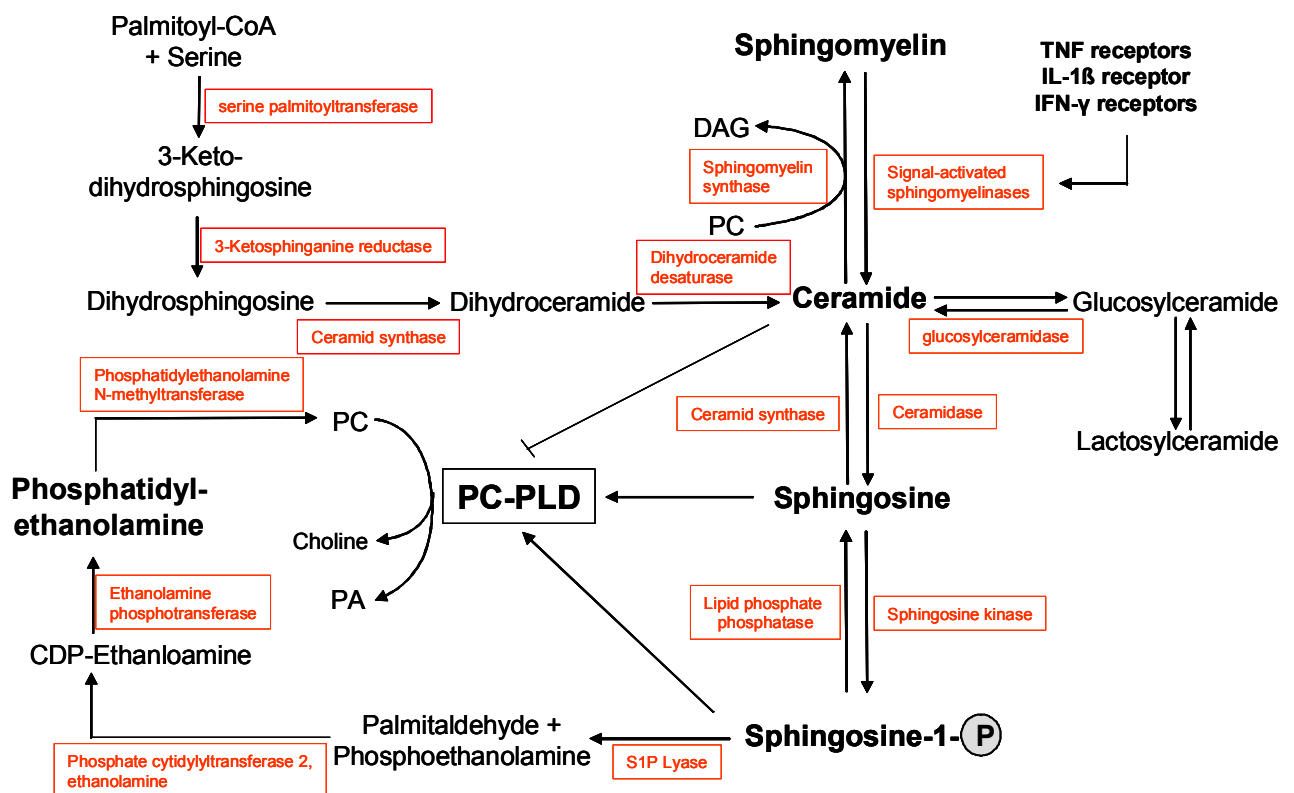 Palmitoyl-CoA
+ Serine
serine palmitoyltransferase
3-Keto-
dihydrosphingosine
3-Ketosphinganine reductase
Dihydrosphingosine
Ceramid synthase
Dihydroceramide
Dihydroceramide
desaturase
Sphingomyelin
TNF receptors
IL-1ß receptor
IFN-γ receptors
DAG
Sphingomyelin
synthase
PC
Signal-activated
sphingomyelinases
Ceramide
Glucosylceramide
glucosylceramidase
Lactosylceramide
Ceramid synthase
Ceramidase
Phosphatidylethanolamine
N-methyltransferase
PC
Phosphatidyl-
ethanolamine
PC-PLD
Sphingosine
Choline
PA
Ethanolamine
phosphotransferase
Lipid phosphate
phosphatase
Sphingosine kinase
CDP-Ethanloamine
Palmitaldehyde +
Phosphoethanolamine
Sphingosine-1-P
S1P Lyase
Phosphate cytidylyltransferase 2,
ethanolamine